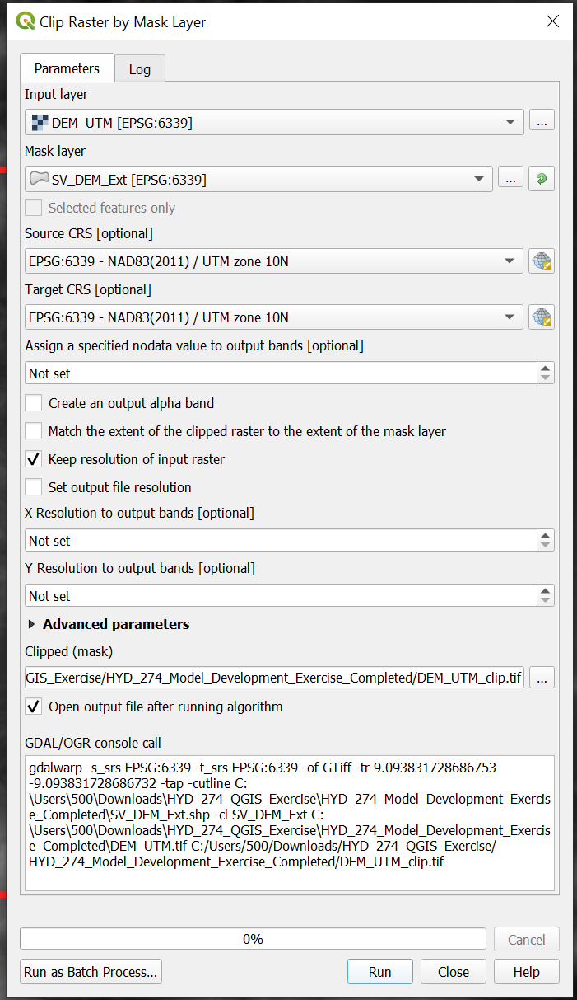 Clip Raster by Mask Layer
Parameters
Log
Input layer
DEM_UTM [EPSG:6339]
...
Mask layer
SV_DEM_Ext [EPSG:6339]
...
Selected features only
Source CRS [optional]
EPSG:6339 - NAD83(2011) / UTM zone 10N
Target CRS [optional]
EPSG:6339 - NAD83(2011) / UTM zone 10N
Assign a specified nodata value to output bands [optional]
Not set
Create an output alpha band
Match the extent of the clipped raster to the extent of the mask layer
Keep resolution of input raster
Set output file resolution
X Resolution to output bands [optional]
Not set
Y Resolution to output bands [optional]
Not set
Advanced parameters
Clipped (mask)
GIS_Exercise/HYD_274_Model_Development_Exercise_Completed/DEM_UTM_clip.tif
...
Open output file after running algorithm
GDAL/OGR console call
gdalwarp -s_srs EPSG:6339 -t_srs EPSG:6339 -of GTiff -tr 9.093831728686753
-9.093831728686732 -tap -cutline C:
\Users\500\Downloads\HYD_274_QGIS_Exercise\HYD_274_Model_Development_Exercis
e_Completed\SV_DEM_Ext.shp -cl SV_DEM_Ext C:
\Users\500\Downloads\HYD_274_QGIS_Exercise\HYD_274_Model_Development_Exercis
e_Completed\DEM_UTM.tif C:/Users/500/Downloads/HYD_274_QGIS_Exercise/
HYD_274_Model_Development_Exercise_Completed/DEM_UTM_clip.tif
0%
Cancel
Run as Batch Process...
Run
Close
Help